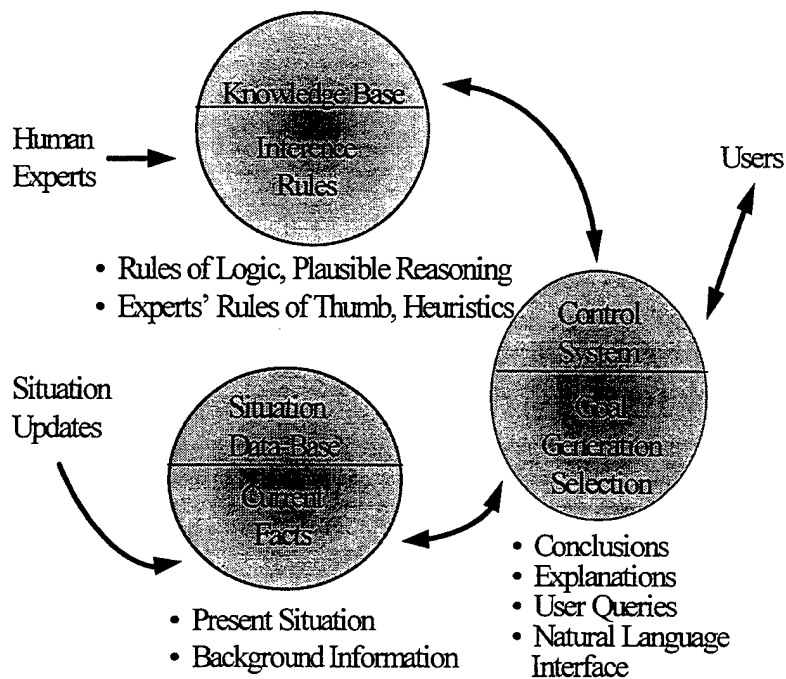 Knowledge Base
Inference
Rules
Human
Experts
Users
• Rules of Logic, Plausible Reasoning
• Experts' Rules of Thumb, Heuristics
Control
System
Goal
Generation
Selection
Situation
Updates
Situation
Data-Base
Current
Facts
• Present Situation
• Background Information
• Conclusions
• Explanations
• User Queries
• Natural Language
Interface